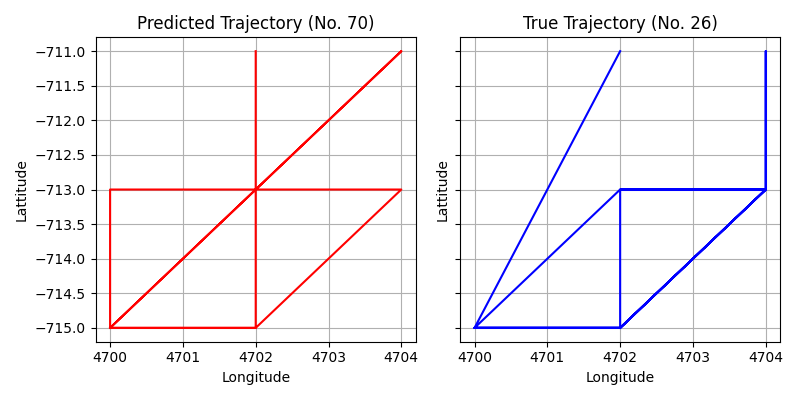 Predicted Trajectory (No. 70)
True Trajectory (No. 26)
Lattitude
−711.0
−711.5
−712.0
−712.5
−713.0
−713.5
−714.0
−714.5
−715.0
4700 4701 4702 4703 4704
Longitude
Lattitude
4700 4701 4702 4703 4704
Longitude